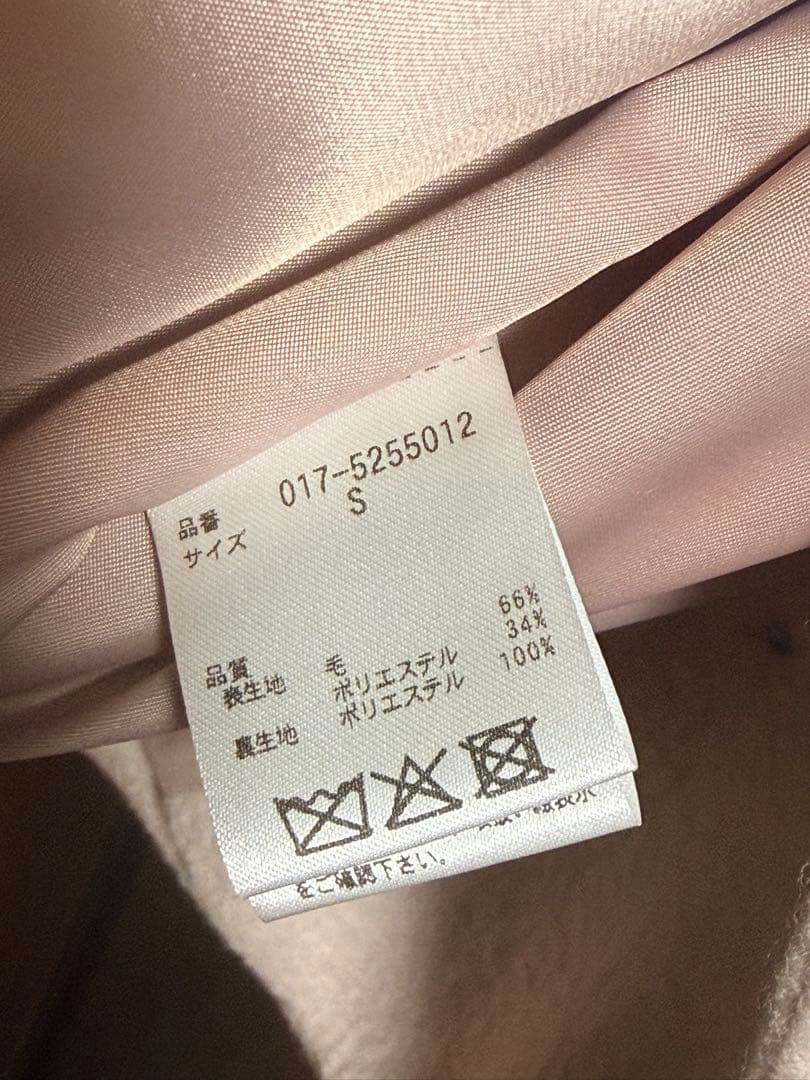 品番 017-5255012
サイズ S
品質
表生地 毛 66%
ポリエステル 34%
裏生地 ポリエステル 100%
をご確認下さい。